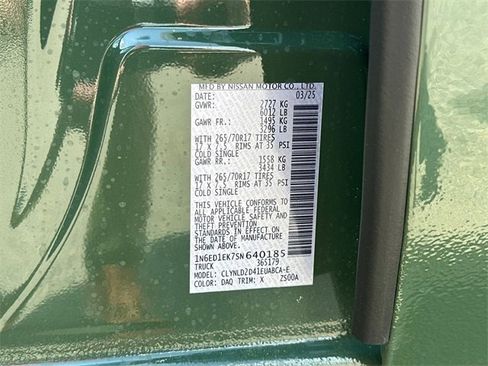 MFD BY NISSAN MOTOR CO., LTD.
DATE: 03/25
GVWR: 2727 KG
6012 LB
GAWR FR.: 1495 KG
3296 LB
WITH 265/70R17 TIRES
17 X 7.5 RIMS AT 35 PSI
COLD SINGLE
GAWR RR.: 1558 KG
3434 LB
WITH 265/70R17 TIRES
17 X 7.5 RIMS AT 35 PSI
COLD SINGLE
THIS VEHICLE CONFORMS TO
ALL APPLICABLE FEDERAL
MOTOR VEHICLE SAFETY AND
THEFT PREVENTION
STANDARDS IN EFFECT ON
THE DATE OF MANUFACTURE
SHOWN ABOVE.
1N6ED1EK7SN640185
TRUCK 365179
MODEL: CLYNLD2D41EUABCA-E
COLOR: DAQ TRIM: X ZS00A